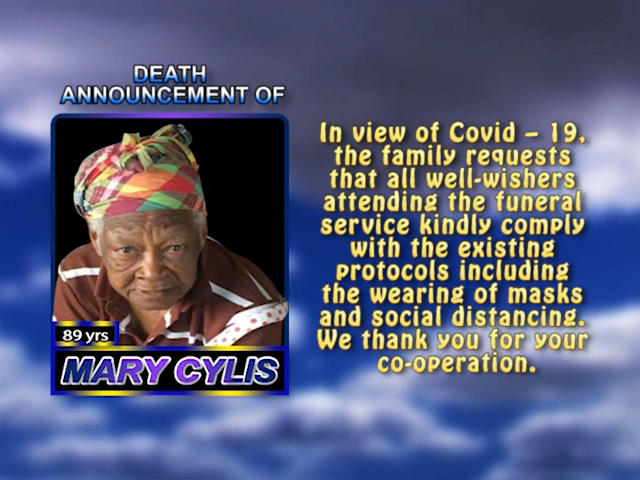 DEATH
ANNOUNCEMENT OF
89 yrs
MARY CYLIS
In view of Covid – 19,
the family requests
that all well-wishers
attending the funeral
service kindly comply
with the existing
protocols including
the wearing of masks
and social distancing.
We thank you for your
co-operation.